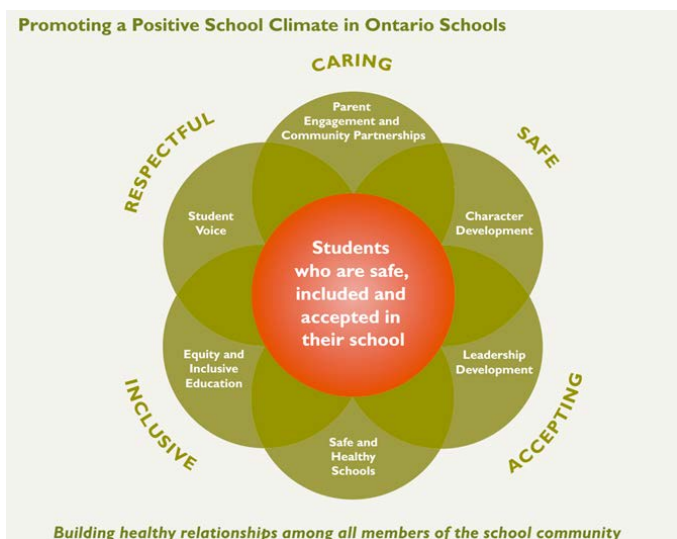 Promoting a Positive School Climate in Ontario Schools
CARING
Parent
Engagement and
Community Partnerships
RESPECTFUL
SAFE
Student
Voice
Character
Development
Students
who are safe,
included and
accepted in
their school
Equity and
Inclusive
Education
Leadership
Development
INCLUSIVE
ACCEPTING
Safe and
Healthy
Schools
Building healthy relationships among all members of the school community